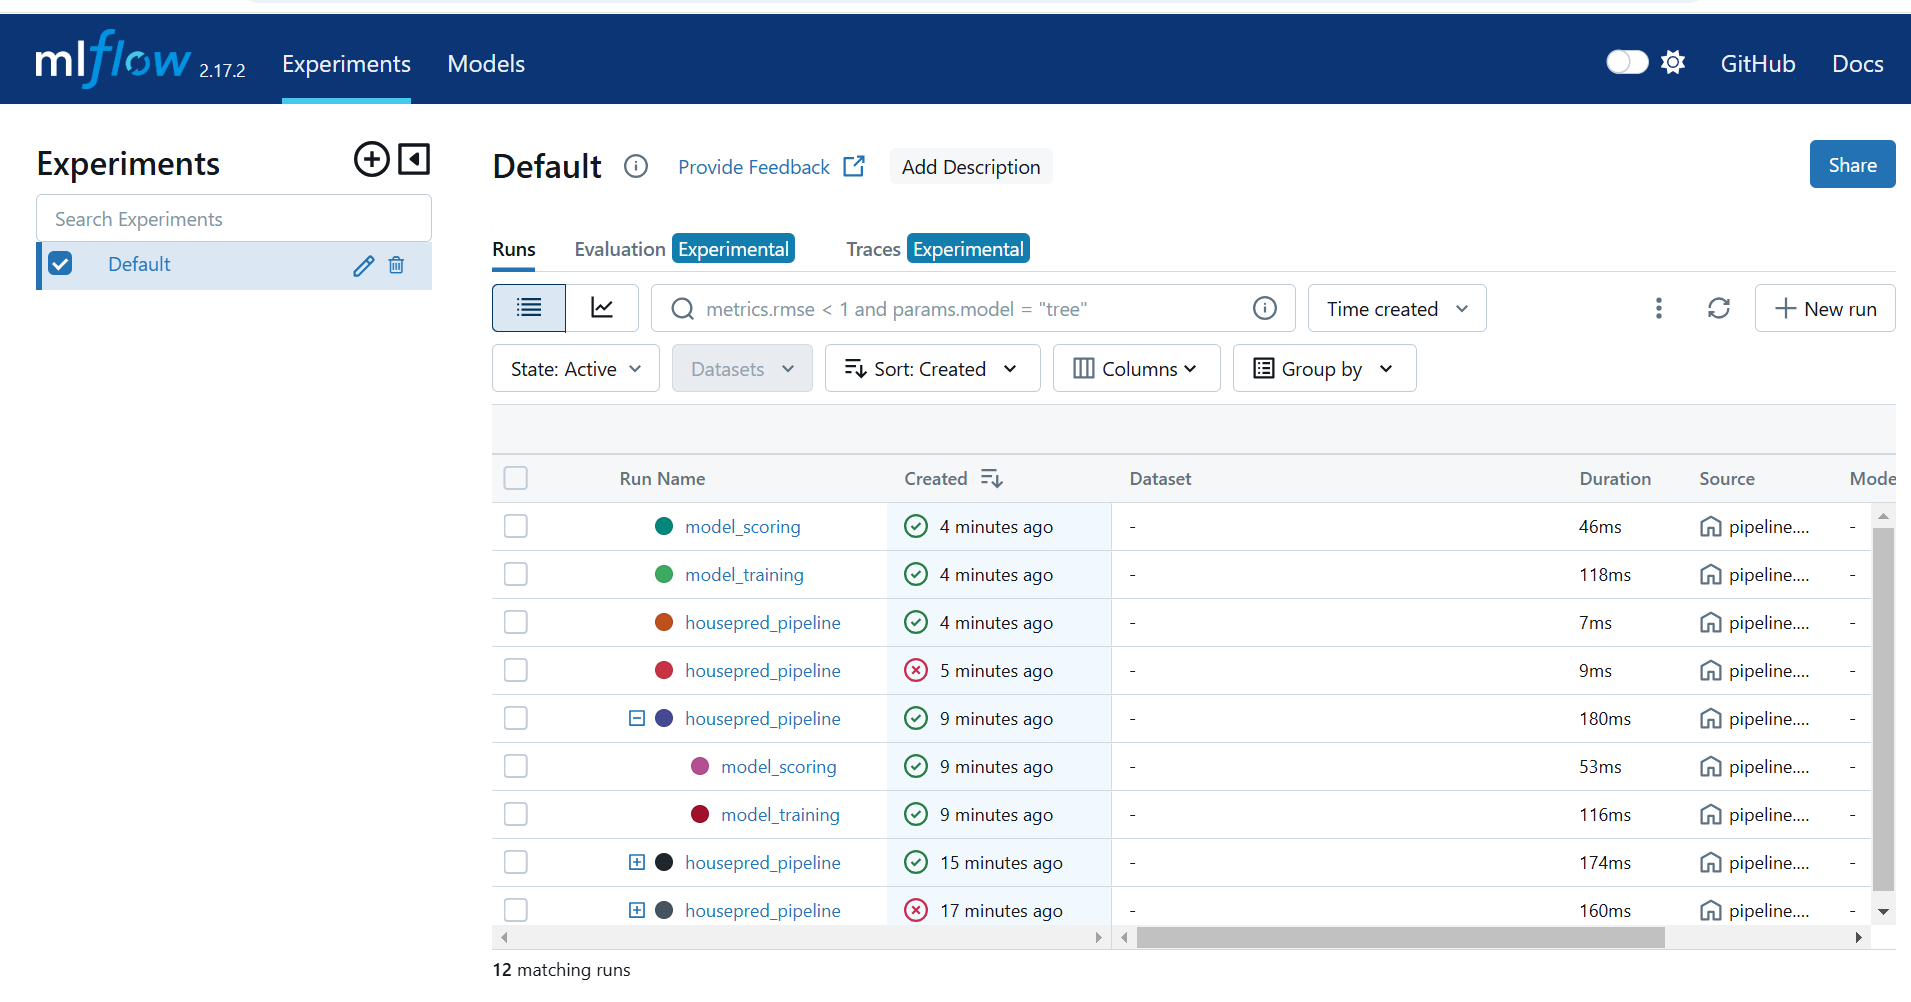 mlflow 2.17.2 Experiments Models GitHub Docs
Experiments
Search Experiments
Default
Default Provide Feedback Add Description Share
Runs Evaluation Experimental Traces Experimental
metrics.rmse < 1 and params.model = "tree" Time created New run
State: Active Datasets Sort: Created Columns Group by
Run Name Created Dataset Duration Source Mode
model_scoring 4 minutes ago - 46ms pipeline.... -
model_training 4 minutes ago - 118ms pipeline.... -
housepred_pipeline 4 minutes ago - 7ms pipeline.... -
housepred_pipeline 5 minutes ago - 9ms pipeline.... -
housepred_pipeline 9 minutes ago - 180ms pipeline.... -
model_scoring 9 minutes ago - 53ms pipeline.... -
model_training 9 minutes ago - 116ms pipeline.... -
housepred_pipeline 15 minutes ago - 174ms pipeline.... -
housepred_pipeline 17 minutes ago - 160ms pipeline.... -
12 matching runs